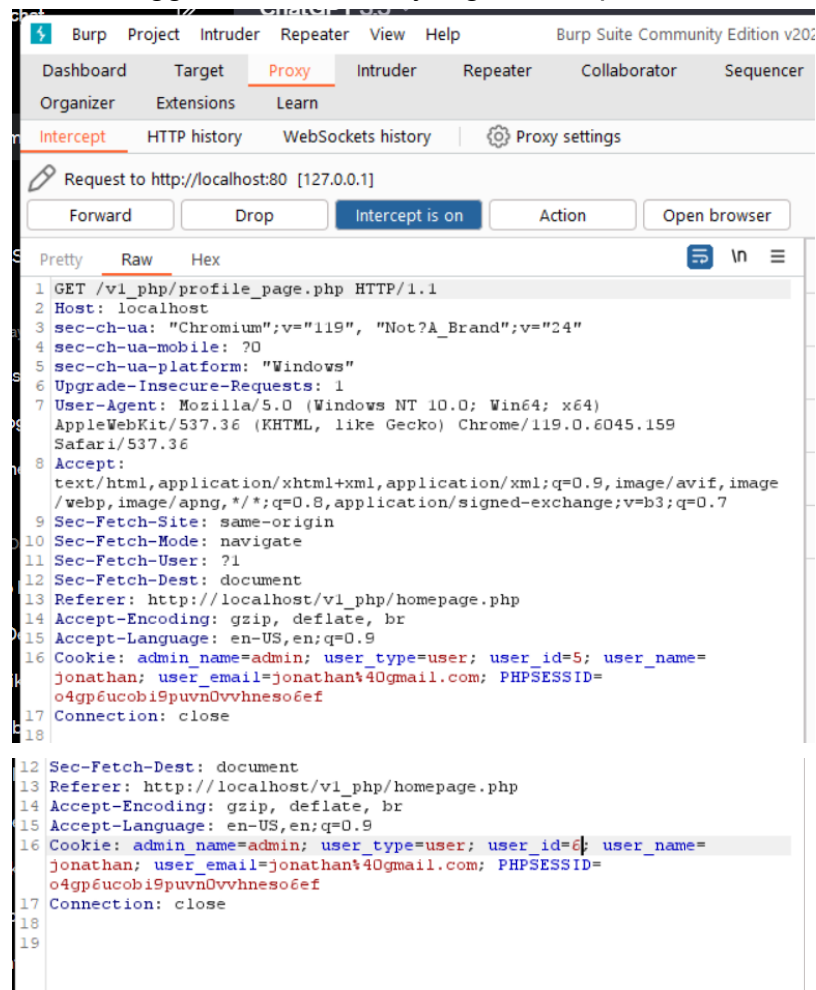 Burp Project Intruder Repeater View Help Burp Suite Community Edition
Dashboard Target Proxy Intruder Repeater Collaborator Sequencer
Organizer Extensions Learn
Intercept HTTP history WebSockets history Proxy settings
Request to http://localhost:80 [127.0.0.1]
Forward Drop Intercept is on Action Open browser
Pretty Raw Hex \n
1 GET /v1_php/profile_page.php HTTP/1.1
2 Host: localhost
3 sec-ch-ua: "Chromium";v="119", "Not?A_Brand";v="24"
4 sec-ch-ua-mobile: ?0
5 sec-ch-ua-platform: "Windows"
6 Upgrade-Insecure-Requests: 1
7 User-Agent: Mozilla/5.0 (Windows NT 10.0; Win64; x64)
AppleWebKit/537.36 (KHTML, like Gecko) Chrome/119.0.6045.159
Safari/537.36
8 Accept:
text/html,application/xhtml+xml,application/xml;q=0.9,image/avif,image
/webp,image/apng,*/*;q=0.8,application/signed-exchange;v=b3;q=0.7
9 Sec-Fetch-Site: same-origin
10 Sec-Fetch-Mode: navigate
11 Sec-Fetch-User: ?1
12 Sec-Fetch-Dest: document
13 Referer: http://localhost/v1_php/homepage.php
14 Accept-Encoding: gzip, deflate, br
15 Accept-Language: en-US,en;q=0.9
16 Cookie: admin_name=admin; user_type=user; user_id=5; user_name=
jonathan; user_email=jonathan%40gmail.com; PHPSESSID=
o4gp6ucobi9puvn0vvhneso6ef
17 Connection: close
18
12 Sec-Fetch-Dest: document
13 Referer: http://localhost/v1_php/homepage.php
14 Accept-Encoding: gzip, deflate, br
15 Accept-Language: en-US,en;q=0.9
16 Cookie: admin_name=admin; user_type=user; user_id=6; user_name=
jonathan; user_email=jonathan%40gmail.com; PHPSESSID=
o4gp6ucobi9puvn0vvhneso6ef
17 Connection: close
18
19